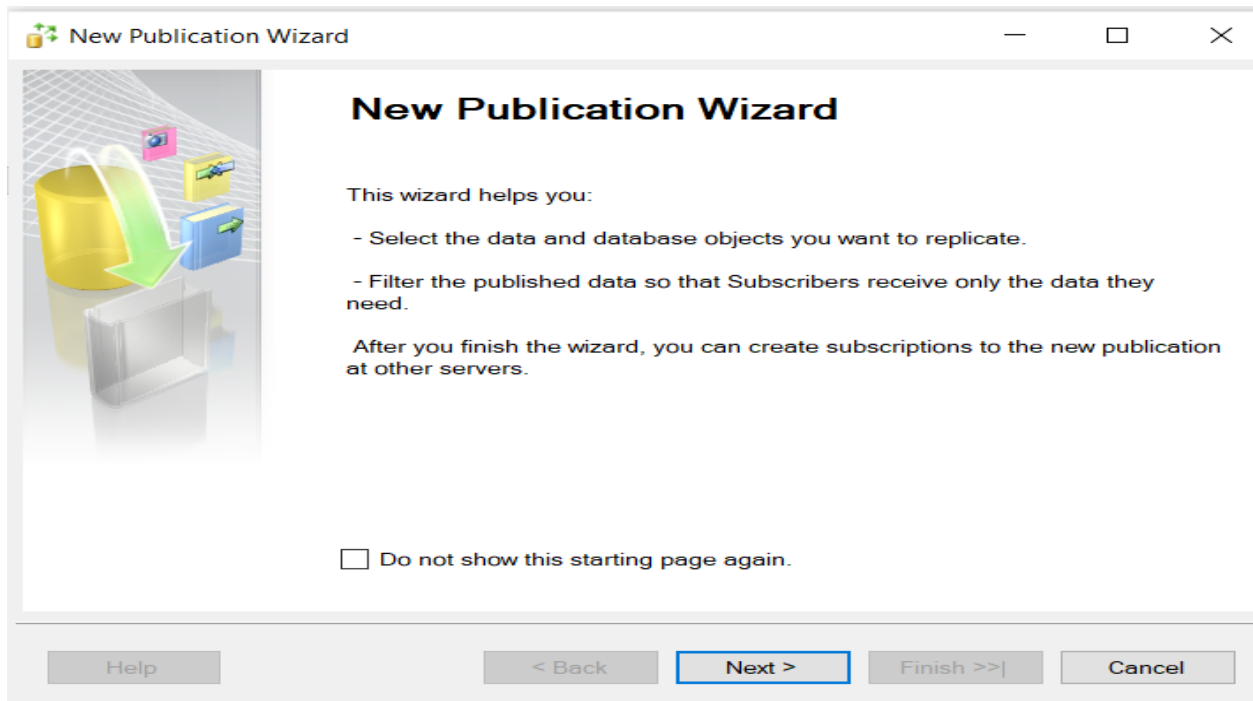 New Publication Wizard
New Publication Wizard
This wizard helps you:
- Select the data and database objects you want to replicate.
- Filter the published data so that Subscribers receive only the data they
need.
After you finish the wizard, you can create subscriptions to the new publication
at other servers.
Do not show this starting page again.
Help
< Back
Next >
Finish >>|
Cancel